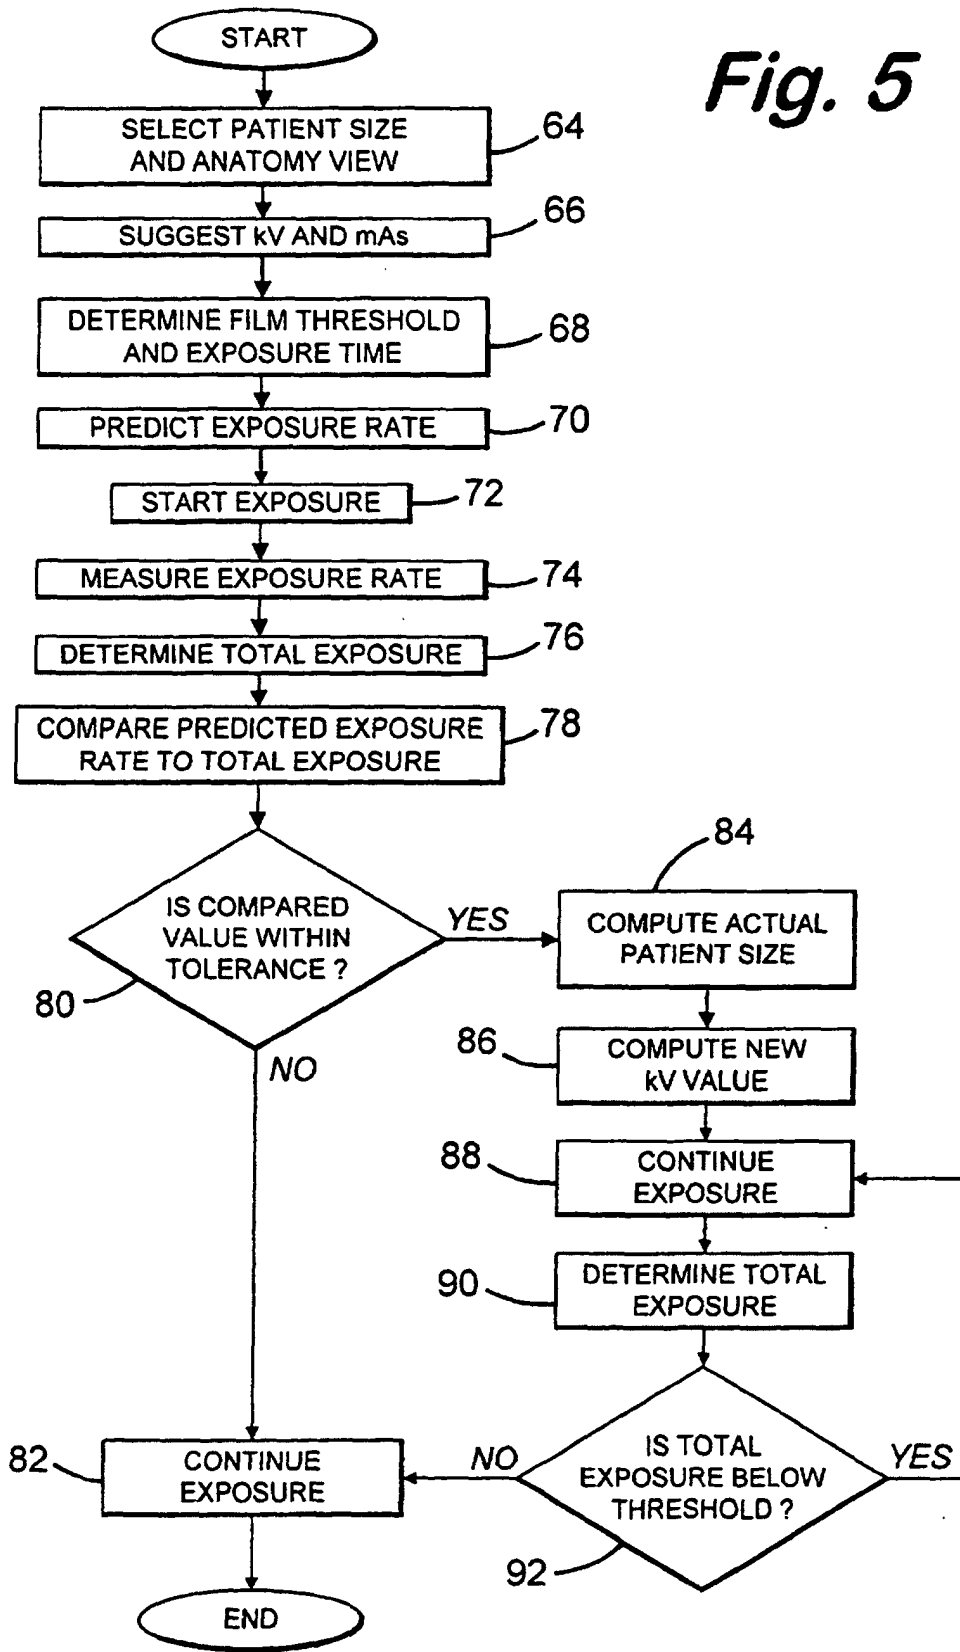 Fig. 5
START
SELECT PATIENT SIZE
AND ANATOMY VIEW
64
SUGGEST kV AND mAs
66
DETERMINE FILM THRESHOLD
AND EXPOSURE TIME
68
PREDICT EXPOSURE RATE
70
START EXPOSURE
72
MEASURE EXPOSURE RATE
74
DETERMINE TOTAL EXPOSURE
76
COMPARE PREDICTED EXPOSURE
RATE TO TOTAL EXPOSURE
78
IS COMPARED
VALUE WITHIN
TOLERANCE ?
80
YES
NO
84
COMPUTE ACTUAL
PATIENT SIZE
86
COMPUTE NEW
kV VALUE
88
CONTINUE
EXPOSURE
90
DETERMINE TOTAL
EXPOSURE
IS TOTAL
EXPOSURE BELOW
THRESHOLD ?
92
YES
NO
82
CONTINUE
EXPOSURE
END